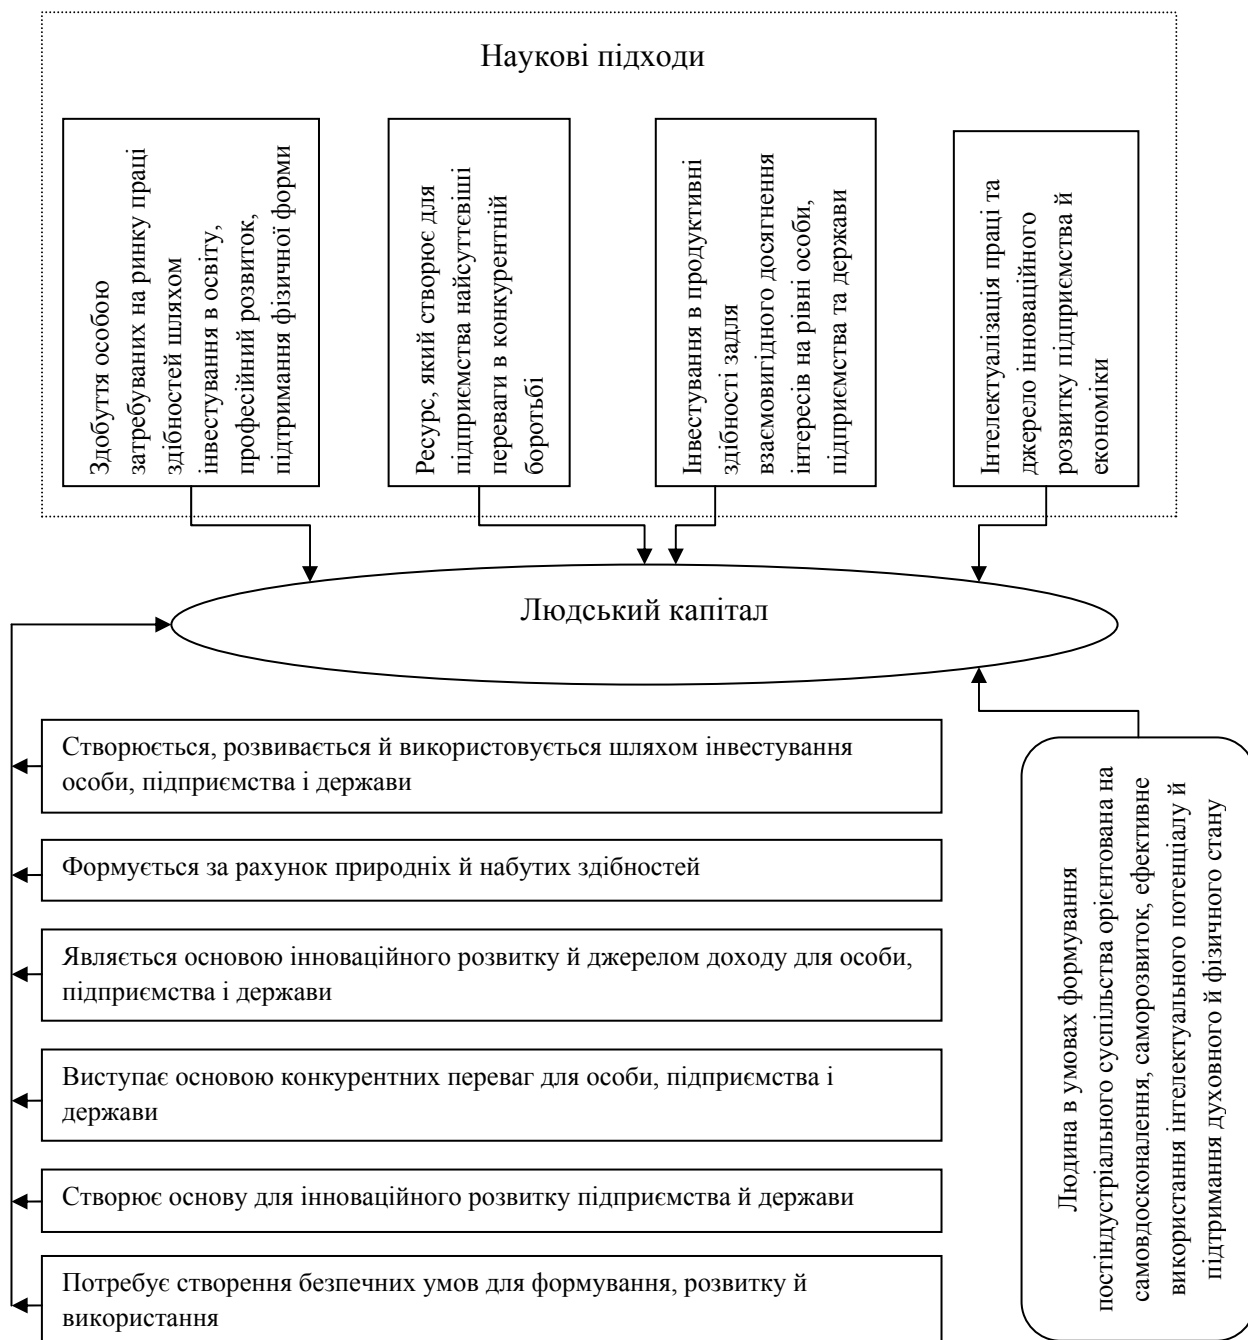 Наукові підходи
Здобуття особою
затребуваних на ринку праці
здібностей шляхом
інвестування в освіту,
професійний розвиток,
підтримання фізичної форми
Ресурс, який створює для
підприємства найсуттєвіші
переваги в конкурентній
боротьбі
Інвестування в продуктивні
здібності задля
взаємовигідного досягнення
інтересів на рівні особи,
підприємства та держави
Інтелектуалізація праці та
джерело інноваційного
розвитку підприємства й
економіки
Людський капітал
Створюється, розвивається й використовується шляхом інвестування
особи, підприємства і держави
Формується за рахунок природніх й набутих здібностей
Являється основою інноваційного розвитку й джерелом доходу для особи,
підприємства і держави
Виступає основою конкурентних переваг для особи, підприємства і
держави
Створює основу для інноваційного розвитку підприємства й держави
Потребує створення безпечних умов для формування, розвитку й
використання
Людина в умовах формування
постіндустріального суспільства орієнтована на
самовдосконалення, саморозвиток, ефективне
використання інтелектуального потенціалу й
підтримання духовного й фізичного стану